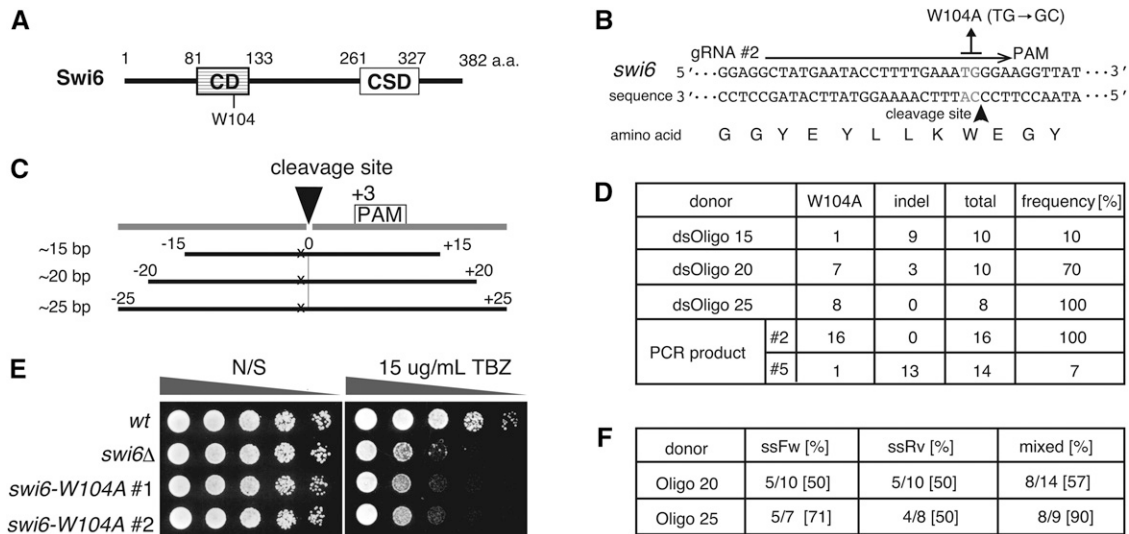 A
1 81 133 261 327 382 a.a.
Swi6 CD CSD
W104
B
W104A (TG→GC)
gRNA #2 PAM
swi6 5′···GGAGGCTATGAATACCTTTTGAAATGGGAAGGTTAT···3′
sequence 3′···CCTCCGATACTTATGGAAAACTTTACCCTTCCAATA···5′
cleavage site
amino acid G G Y E Y L L K W E G Y
C
cleavage site
+3
PAM
~15 bp -15 0 +15
x
~20 bp -20 +20
x
~25 bp -25 +25
x
D
donor W104A indel total frequency [%]
dsOligo 15 1 9 10 10
dsOligo 20 7 3 10 70
dsOligo 25 8 0 8 100
PCR product #2 16 0 16 100
#5 1 13 14 7
E
N/S 15 ug/mL TBZ
wt
swi6Δ
swi6-W104A #1
swi6-W104A #2
F
donor ssFw [%] ssRv [%] mixed [%]
Oligo 20 5/10 [50] 5/10 [50] 8/14 [57]
Oligo 25 5/7 [71] 4/8 [50] 8/9 [90]